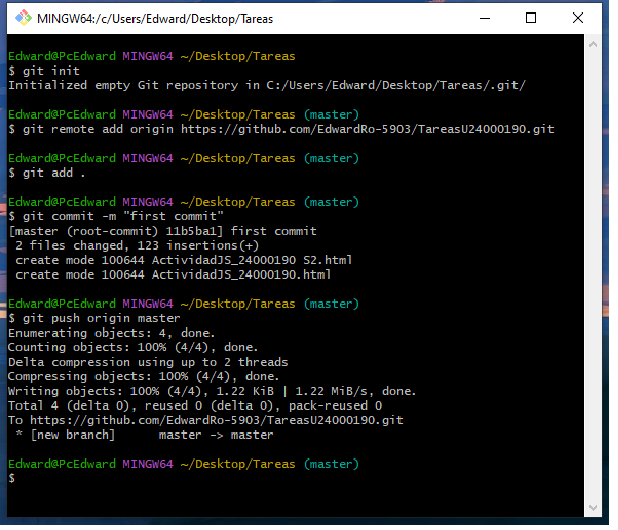 MINGW64:/c/Users/Edward/Desktop/Tareas
Edward@PcEdward MINGW64 ~/Desktop/Tareas
$ git init
Initialized empty Git repository in C:/Users/Edward/Desktop/Tareas/.git/
Edward@PcEdward MINGW64 ~/Desktop/Tareas (master)
$ git remote add origin https://github.com/EdwardRo-5903/TareasU24000190.git
Edward@PcEdward MINGW64 ~/Desktop/Tareas (master)
$ git add .
Edward@PcEdward MINGW64 ~/Desktop/Tareas (master)
$ git commit -m "first commit"
[master (root-commit) 11b5ba1] first commit
 2 files changed, 123 insertions(+)
 create mode 100644 ActividadJS_24000190 S2.html
 create mode 100644 ActividadJS_24000190.html
Edward@PcEdward MINGW64 ~/Desktop/Tareas (master)
$ git push origin master
Enumerating objects: 4, done.
Counting objects: 100% (4/4), done.
Delta compression using up to 2 threads
Compressing objects: 100% (4/4), done.
Writing objects: 100% (4/4), 1.22 KiB | 1.22 MiB/s, done.
Total 4 (delta 0), reused 0 (delta 0), pack-reused 0
To https://github.com/EdwardRo-5903/TareasU24000190.git
 * [new branch]      master -> master
Edward@PcEdward MINGW64 ~/Desktop/Tareas (master)
$